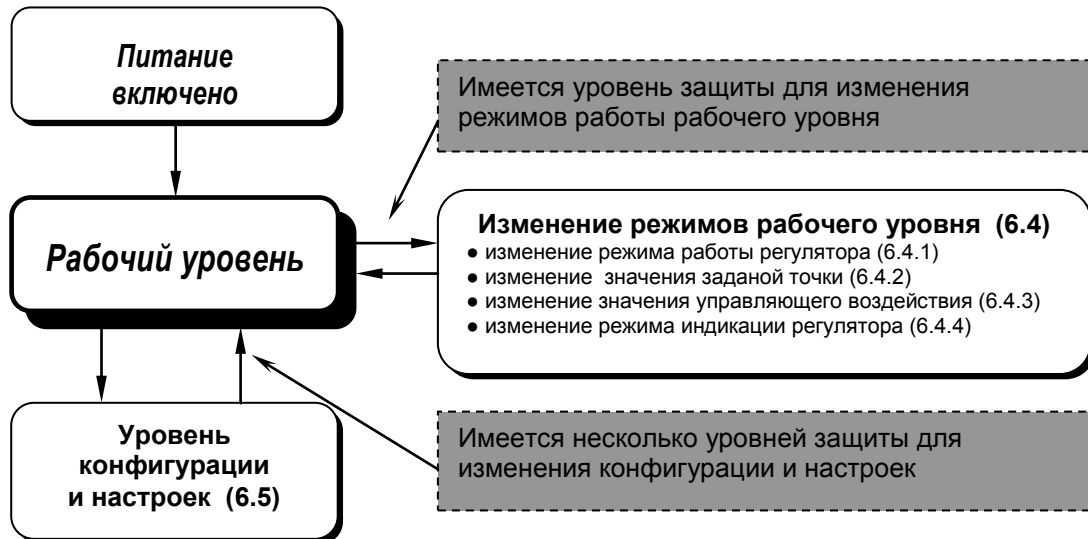 Питание
включено
Имеется уровень защиты для изменения
режимов работы рабочего уровня
Рабочий уровень
Изменение режимов рабочего уровня (6.4)
● изменение режима работы регулятора (6.4.1)
● изменение значения заданой точки (6.4.2)
● изменение значения управляющего воздействия (6.4.3)
● изменение режима индикации регулятора (6.4.4)
Уровень
конфигурации
и настроек (6.5)
Имеется несколько уровней защиты для
изменения конфигурации и настроек